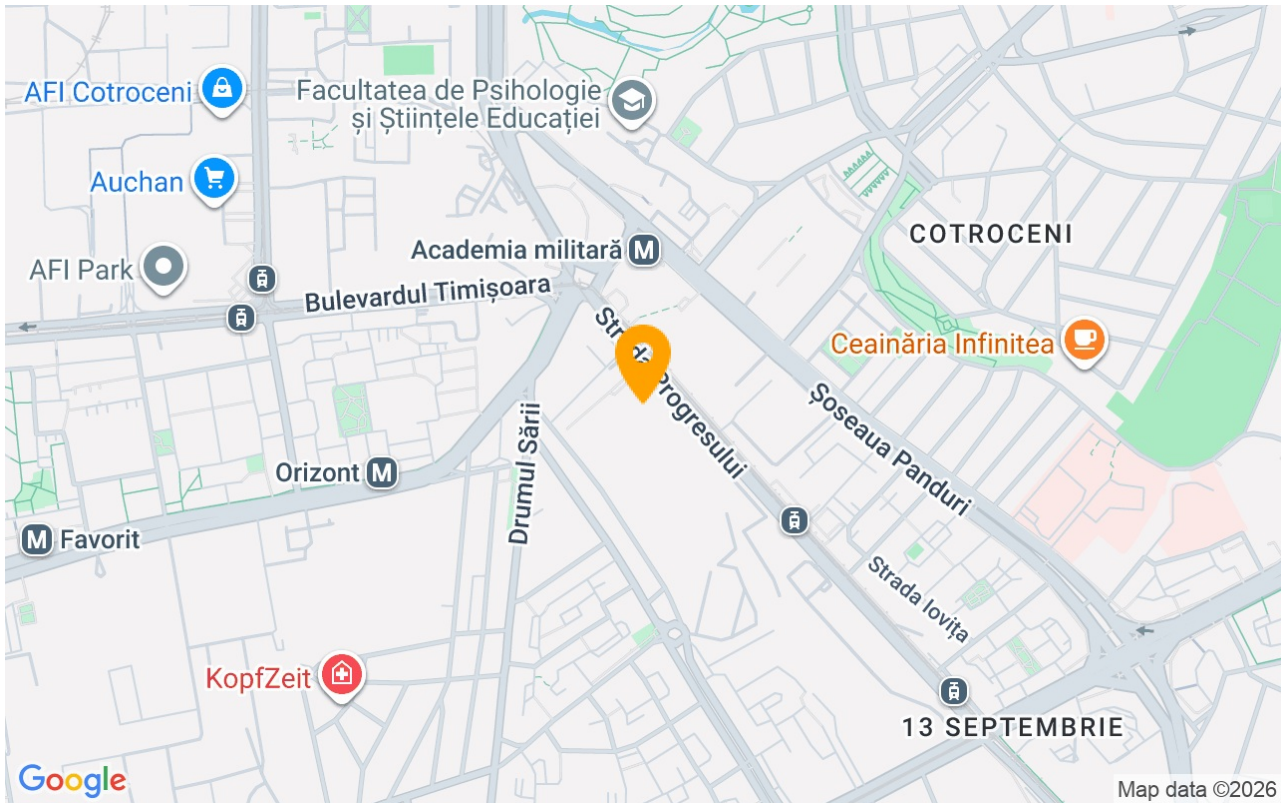 AFI Cotroceni
Facultatea de Psihologie
și Științele Educației
Auchan
COTROCENI
Academia militară M
AFI Park
Bulevardul Timișoara
Strada Progresului
Ceainăria Infinitea
Șoseaua Panduri
Drumul Sării
Orizont M
M Favorit
Strada Iovița
KopfZeit
13 SEPTEMBRIE
Google
Map data ©2026